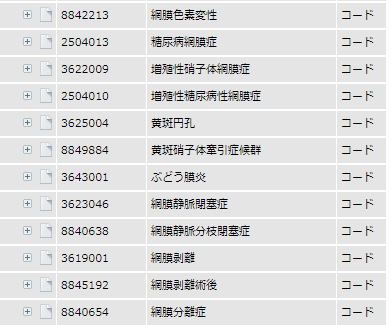 8842213 網膜色素変性 コード
2504013 糖尿病網膜症 コード
3622009 増殖性硝子体網膜症 コード
2504010 増殖性糖尿病性網膜症 コード
3625004 黄斑円孔 コード
8849884 黄斑硝子体牽引症候群 コード
3643001 ぶどう膜炎 コード
3623046 網膜静脈閉塞症 コード
8840638 網膜静脈分枝閉塞症 コード
3619001 網膜剥離 コード
8845192 網膜剥離術後 コード
8840654 網膜分離症 コード